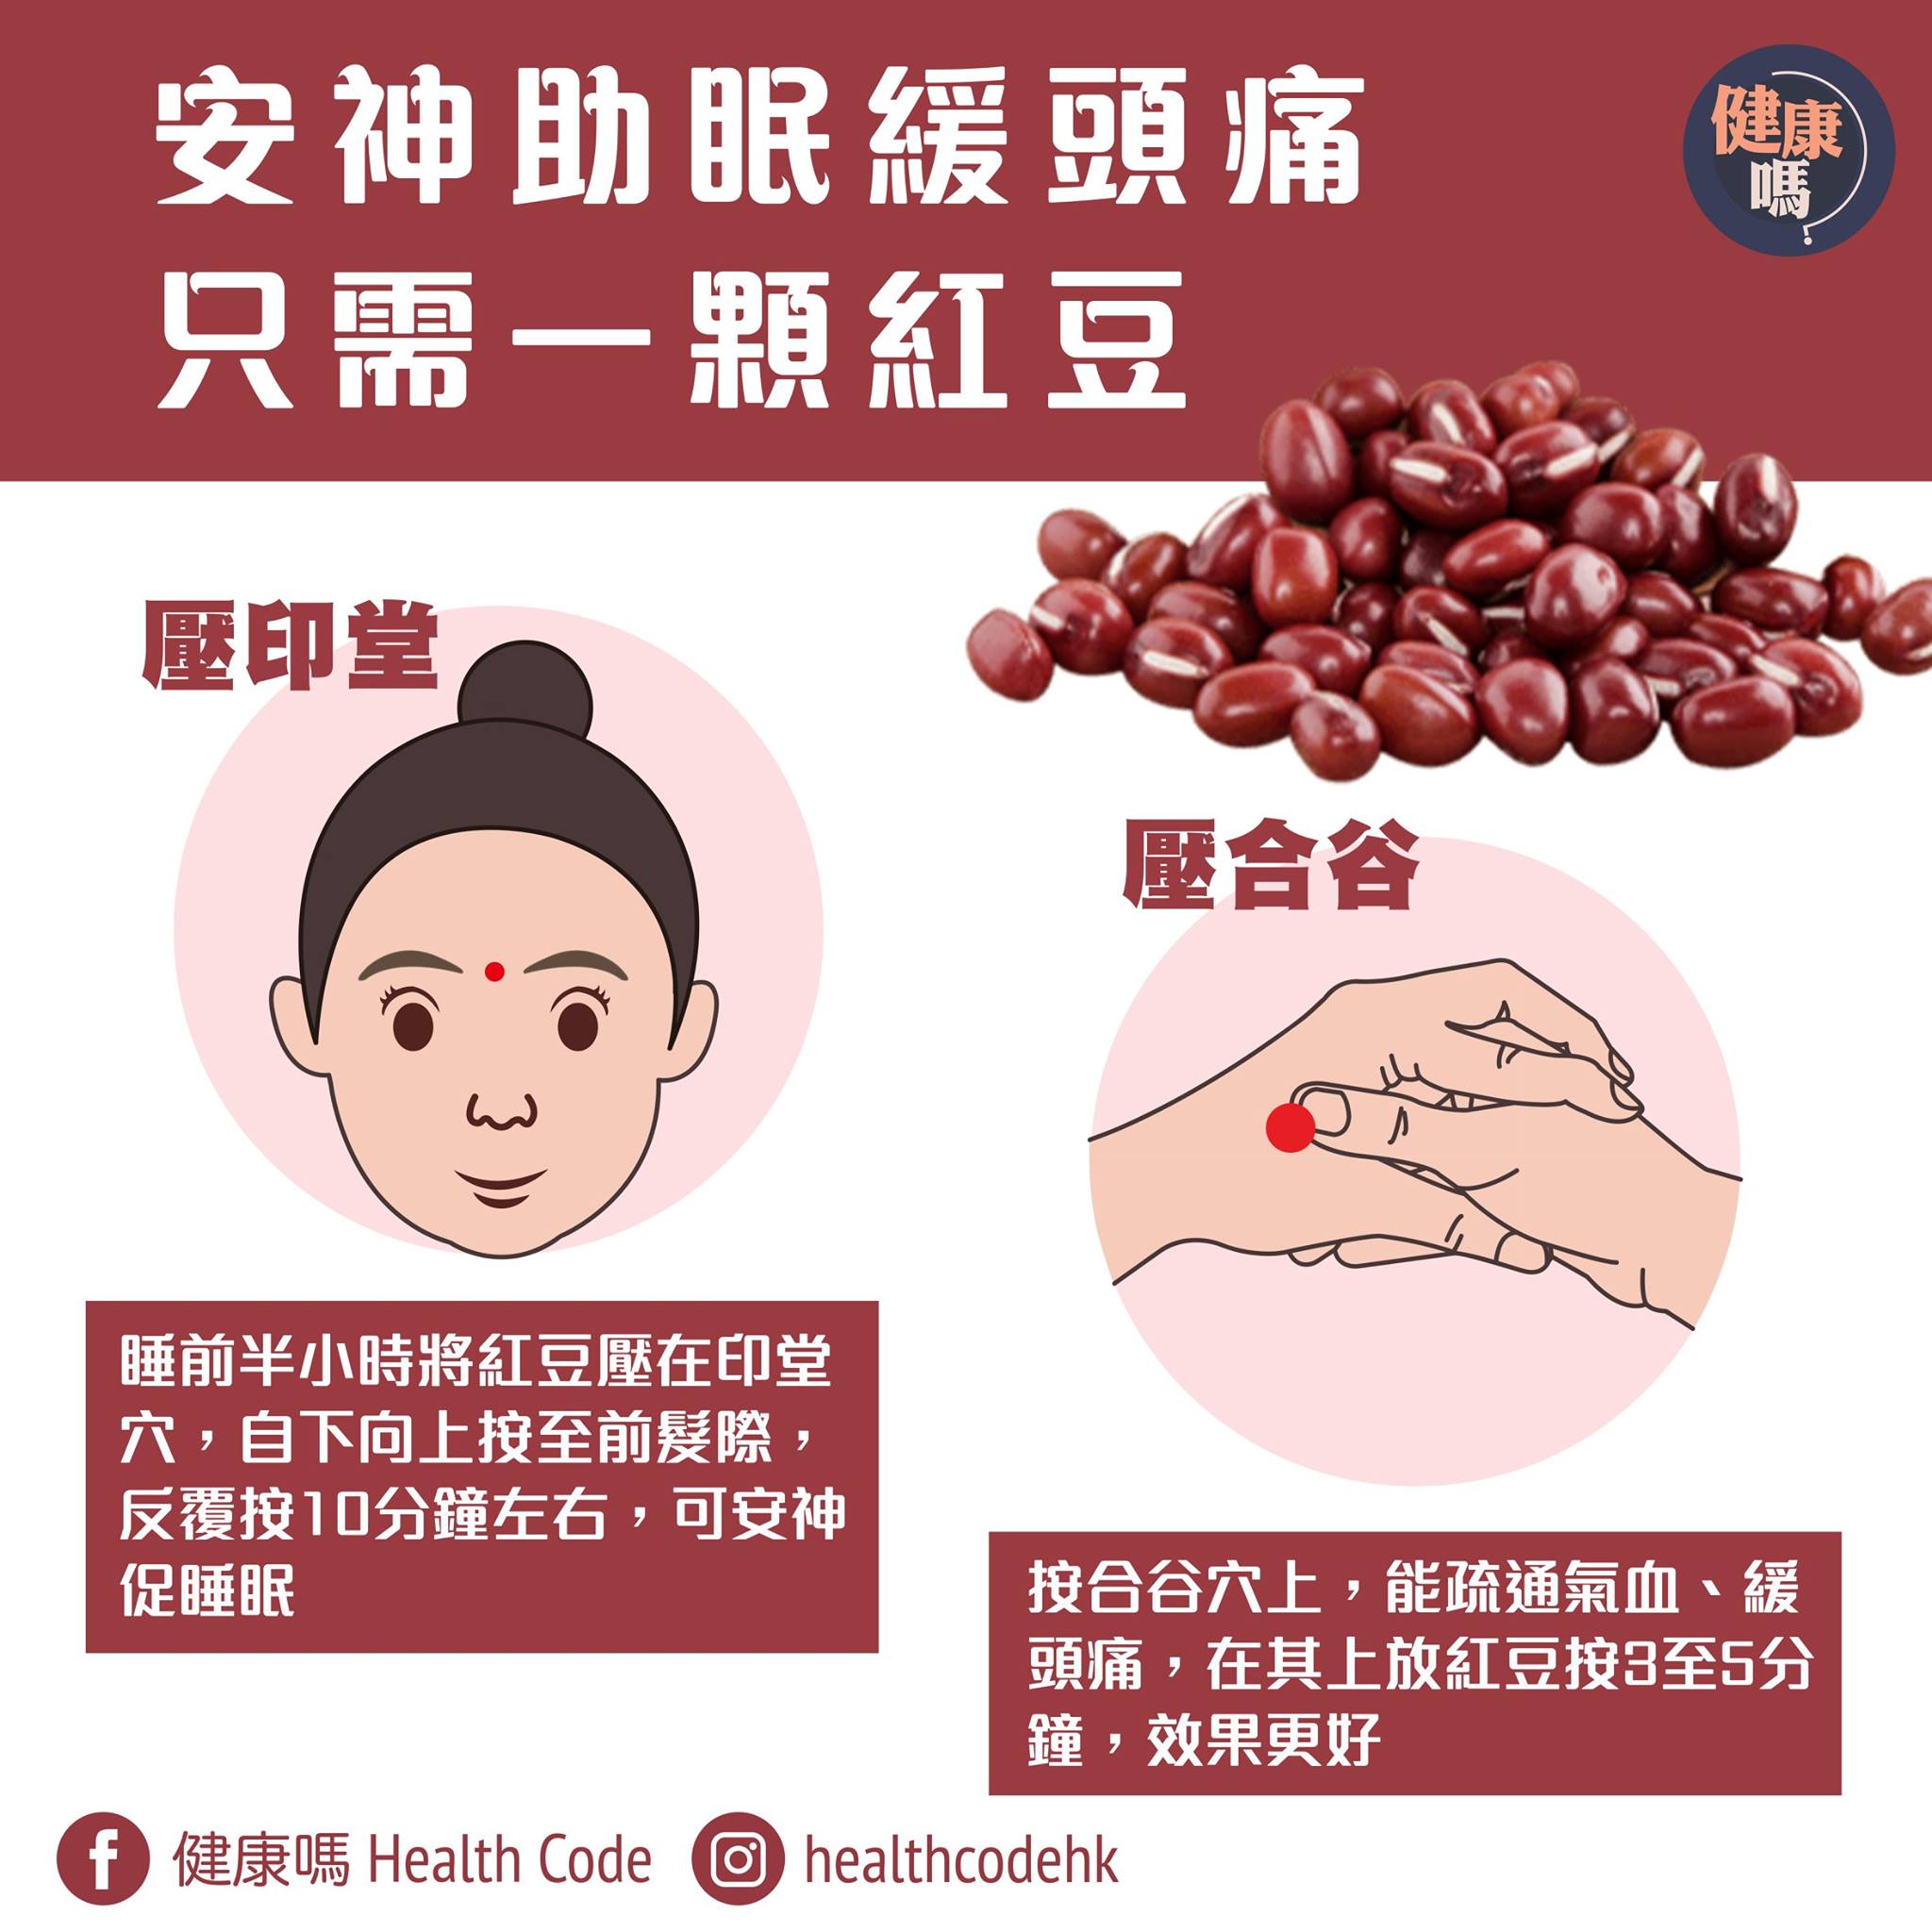 安神助眠緩頭痛
只需一顆紅豆
健康
嗎
壓印堂
壓合谷
睡前半小時將紅豆壓在印堂
穴，自下向上按至前髮際，
反覆按10分鐘左右，可安神
促睡眠
按合谷穴上，能疏通氣血、緩
頭痛，在其上放紅豆按3至5分
鐘，效果更好
健康嗎 Health Code
healthcodehk